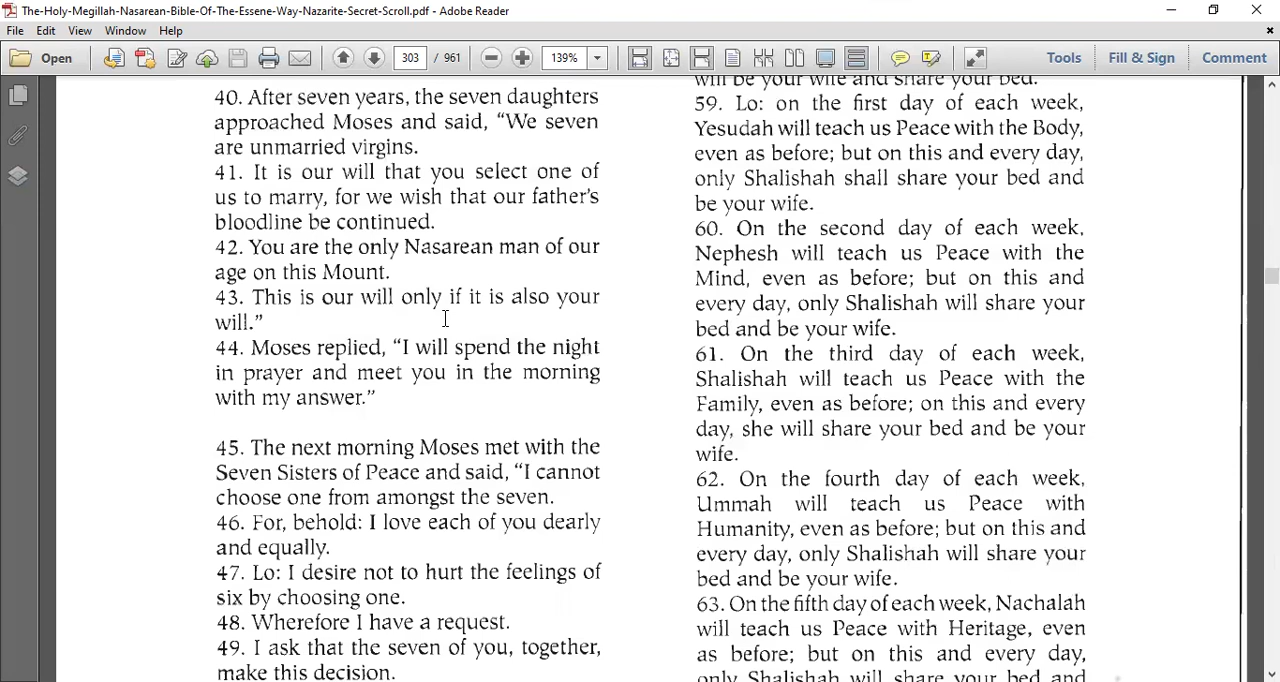 The-Holy-Megillah-Nasarean-Bible-Of-The-Essene-Way-Nazarite-Secret-Scroll.pdf - Adobe Reader
File Edit View Window Help
Open 303 / 961 139% Tools Fill & Sign Comment
40. After seven years, the seven daughters
approached Moses and said, “We seven
are unmarried virgins.
41. It is our will that you select one of
us to marry, for we wish that our father’s
bloodline be continued.
42. You are the only Nasarean man of our
age on this Mount.
43. This is our will only if it is also your
will.”
44. Moses replied, “I will spend the night
in prayer and meet you in the morning
with my answer.”
45. The next morning Moses met with the
Seven Sisters of Peace and said, “I cannot
choose one from amongst the seven.
46. For, behold: I love each of you dearly
and equally.
47. Lo: I desire not to hurt the feelings of
six by choosing one.
48. Wherefore I have a request.
49. I ask that the seven of you, together,
make this decision.
will be your wife and share your bed.
59. Lo: on the first day of each week,
Yesudah will teach us Peace with the Body,
even as before; but on this and every day,
only Shalishah shall share your bed and
be your wife.
60. On the second day of each week,
Nephesh will teach us Peace with the
Mind, even as before; but on this and
every day, only Shalishah will share your
bed and be your wife.
61. On the third day of each week,
Shalishah will teach us Peace with the
Family, even as before; on this and every
day, she will share your bed and be your
wife.
62. On the fourth day of each week,
Ummah will teach us Peace with
Humanity, even as before; but on this and
every day, only Shalishah will share your
bed and be your wife.
63. On the fifth day of each week, Nachalah
will teach us Peace with Heritage, even
as before; but on this and every day,
only Shalishah will share your bed and